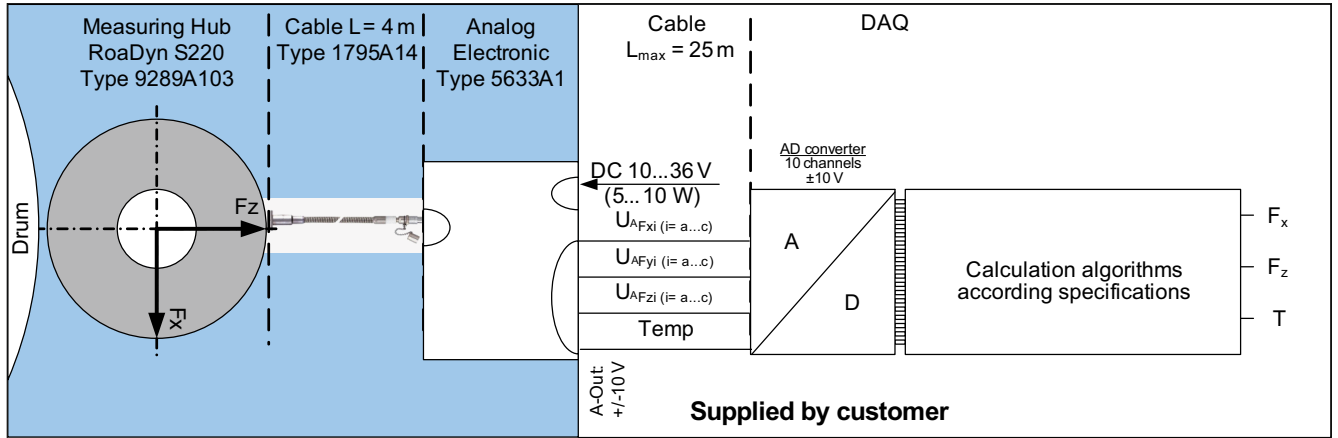 Measuring Hub
RoaDyn S220
Type 9289A103
Cable L= 4 m
Type 1795A14
Analog
Electronic
Type 5633A1
Cable
Lmax = 25 m
DAQ
Drum
Fz
Fx
DC 10...36 V
(5... 10 W)
UAFxi (i= a...c)
UAFyi (i= a...c)
UAFzi (i= a...c)
Temp
A-Out:
+/-10 V
AD converter
10 channels
±10 V
A
D
Calculation algorithms
according specifications
Fx
Fz
T
Supplied by customer